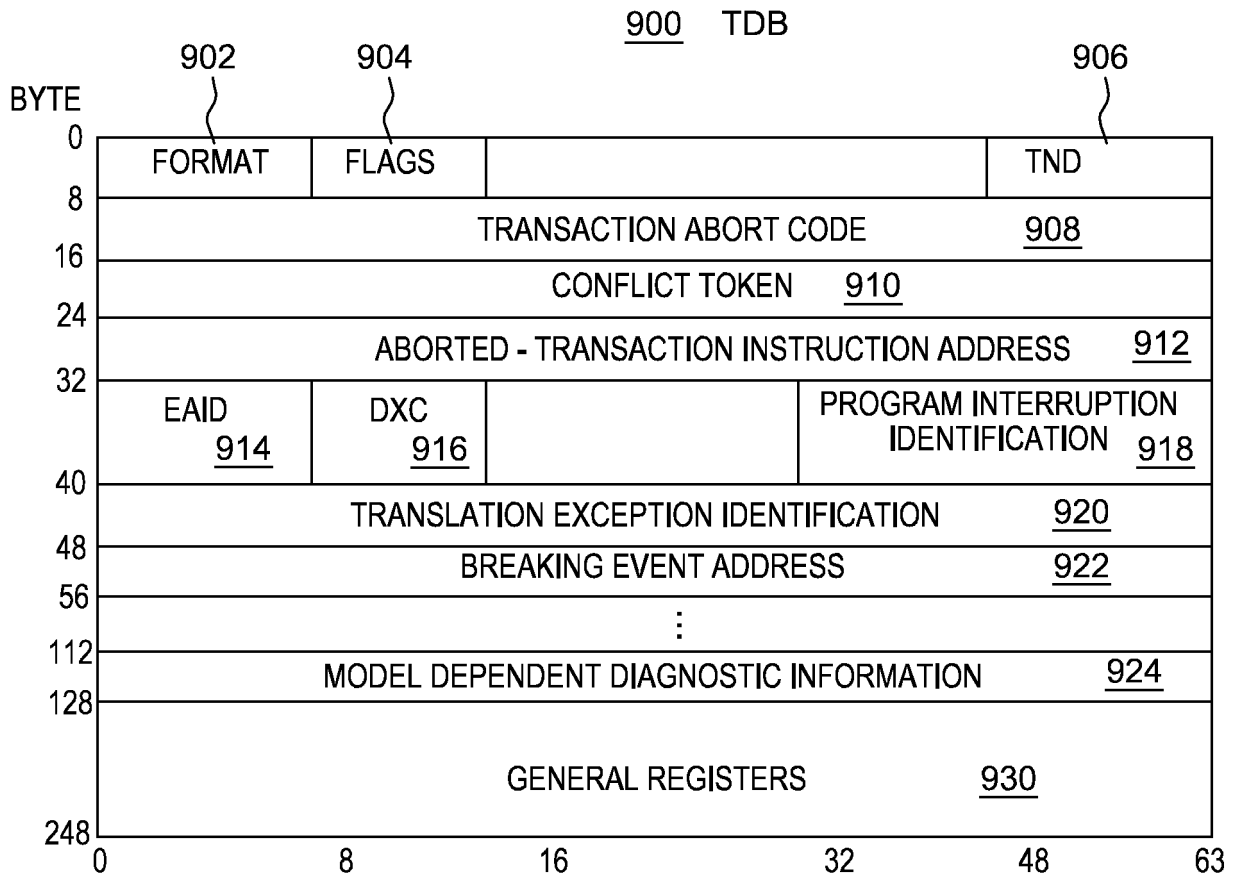 900 TDB
902 904 906
BYTE
0 FORMAT FLAGS TND
8
TRANSACTION ABORT CODE 908
16
CONFLICT TOKEN 910
24
ABORTED - TRANSACTION INSTRUCTION ADDRESS 912
32
EAID DXC PROGRAM INTERRUPTION
914 916 IDENTIFICATION 918
40
TRANSLATION EXCEPTION IDENTIFICATION 920
48
BREAKING EVENT ADDRESS 922
56
⋮
112
MODEL DEPENDENT DIAGNOSTIC INFORMATION 924
128
GENERAL REGISTERS 930
248
0 8 16 32 48 63